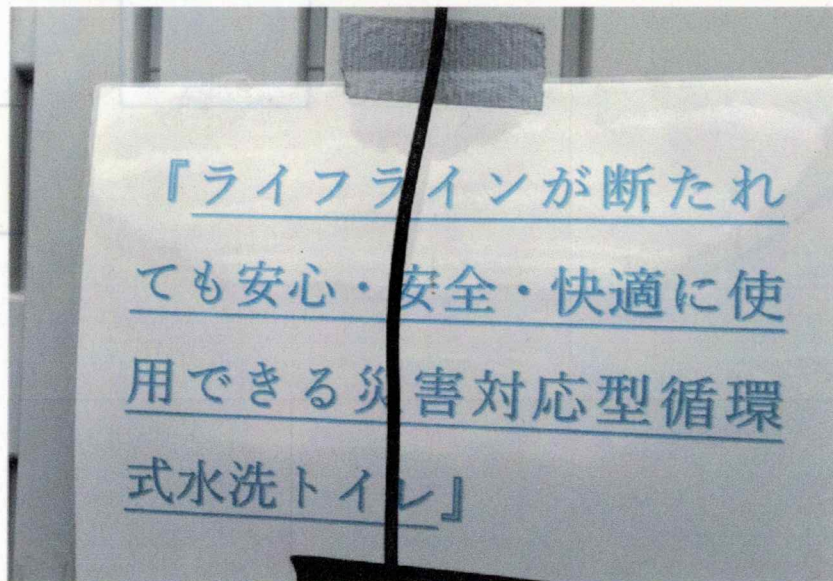 『ライフラインが断たれ
ても安心・安全・快適に使
用できる災害対応型循環
式水洗トイレ』